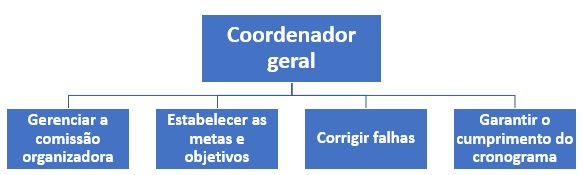 Coordenador
geral
Gerenciar a
comissão
organizadora
Estabelecer as
metas e
objetivos
Corrigir falhas
Garantir o
cumprimento do
cronograma